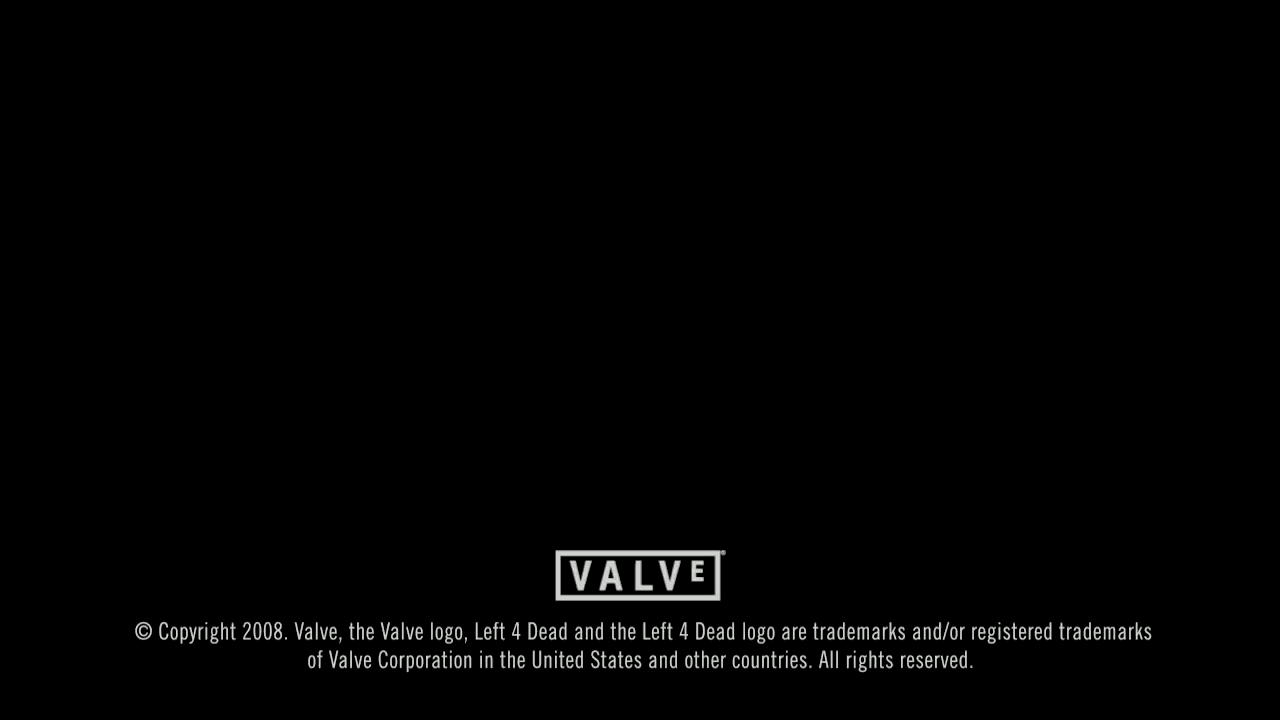 VALVE
© Copyright 2008. Valve, the Valve logo, Left 4 Dead and the Left 4 Dead logo are trademarks and/or registered trademarks
of Valve Corporation in the United States and other countries. All rights reserved.